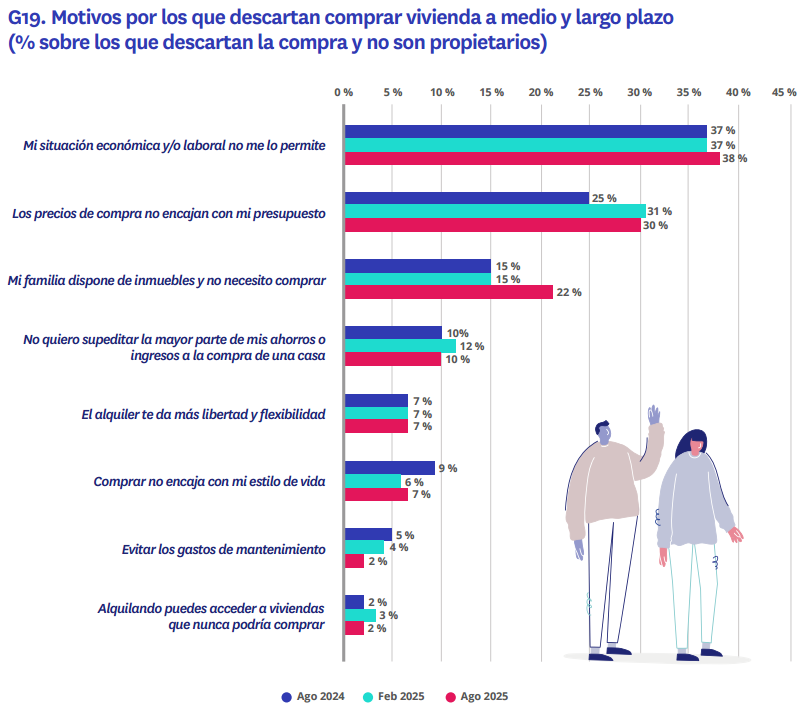 G19. Motivos por los que descartan comprar vivienda a medio y largo plazo
(% sobre los que descartan la compra y no son propietarios)
0 % 5 % 10 % 15 % 20 % 25 % 30 % 35 % 40 % 45 %
Mi situación económica y/o laboral no me lo permite
37 %
37 %
38 %
Los precios de compra no encajan con mi presupuesto
25 %
31 %
30 %
Mi familia dispone de inmuebles y no necesito comprar
15 %
15 %
22 %
No quiero supeditar la mayor parte de mis ahorros o
ingresos a la compra de una casa
10%
12 %
10 %
El alquiler te da más libertad y flexibilidad
7 %
7 %
7 %
Comprar no encaja con mi estilo de vida
9 %
6 %
7 %
Evitar los gastos de mantenimiento
5 %
4 %
2 %
Alquilando puedes acceder a viviendas
que nunca podría comprar
2 %
3 %
2 %
Ago 2024 Feb 2025 Ago 2025